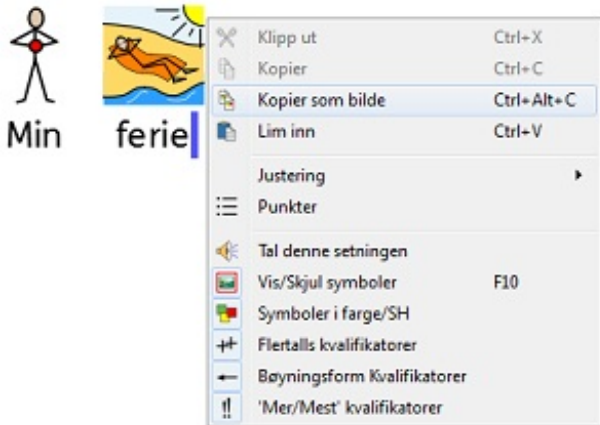 Min ferie
Klipp ut Ctrl+X
Kopier Ctrl+C
Kopier som bilde Ctrl+Alt+C
Lim inn Ctrl+V
Justering
Punkter
Tal denne setningen
Vis/Skjul symboler F10
Symboler i farge/SH
Flertalls kvalifikatorer
Bøyningsform Kvalifikatorer
'Mer/Mest' kvalifikatorer